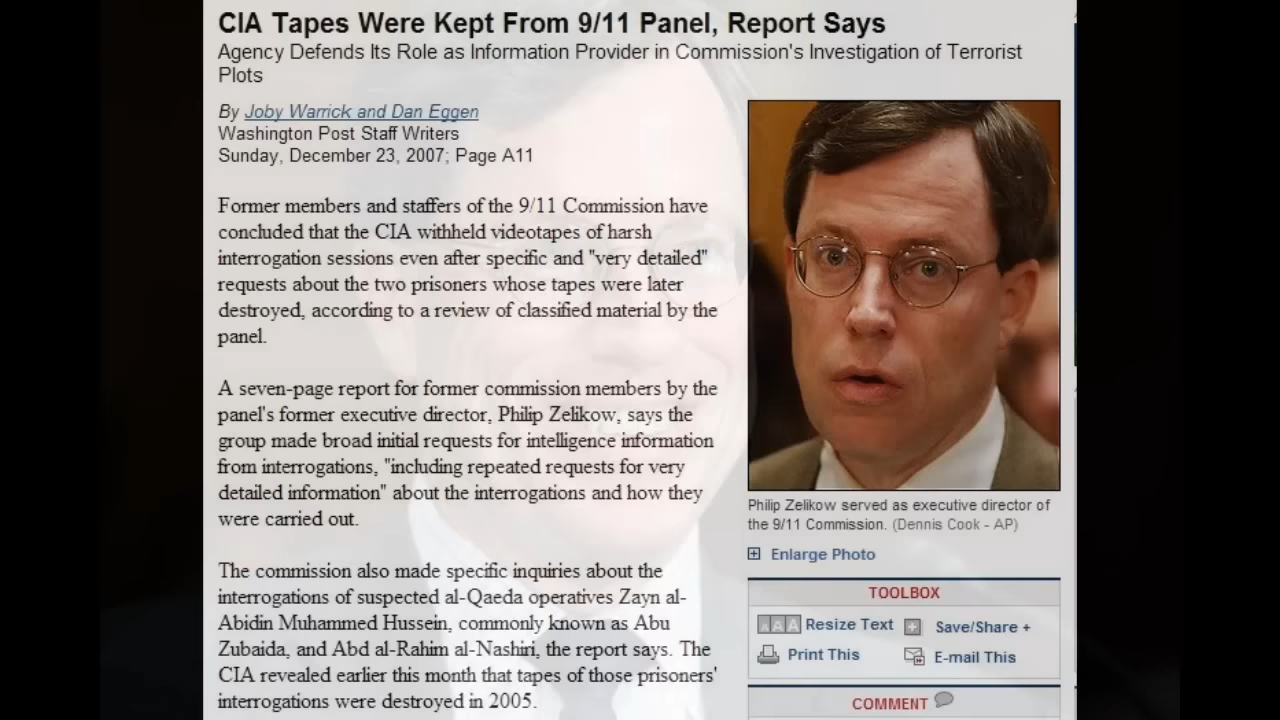 CIA Tapes Were Kept From 9/11 Panel, Report Says
Agency Defends Its Role as Information Provider in Commission's Investigation of Terrorist
Plots
By Joby Warrick and Dan Eggen
Washington Post Staff Writers
Sunday, December 23, 2007; Page A11
Former members and staffers of the 9/11 Commission have
concluded that the CIA withheld videotapes of harsh
interrogation sessions even after specific and "very detailed"
requests about the two prisoners whose tapes were later
destroyed, according to a review of classified material by the
panel.
A seven-page report for former commission members by the
panel's former executive director, Philip Zelikow, says the
group made broad initial requests for intelligence information
from interrogations, "including repeated requests for very
detailed information" about the interrogations and how they
were carried out.
The commission also made specific inquiries about the
interrogations of suspected al-Qaeda operatives Zayn al-
Abidin Muhammed Hussein, commonly known as Abu
Zubaida, and Abd al-Rahim al-Nashiri, the report says. The
CIA revealed earlier this month that tapes of those prisoners'
interrogations were destroyed in 2005.
Philip Zelikow served as executive director of
the 9/11 Commission. (Dennis Cook - AP)
Enlarge Photo
TOOLBOX
AAA Resize Text Save/Share +
Print This E-mail This
COMMENT